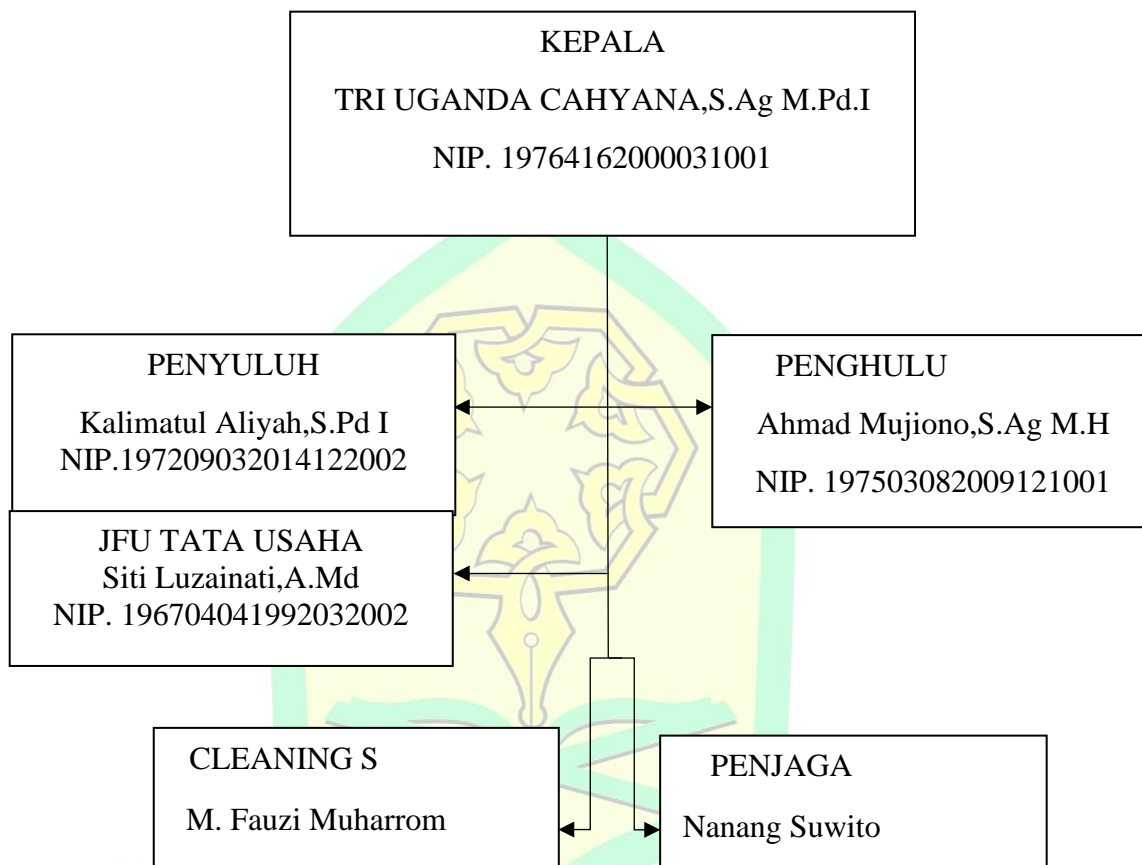 KEPALA
TRI UGANDA CAHYANA,S.Ag M.Pd.I
NIP. 19764162000031001
PENYULUH
Kalimatul Aliyah,S.Pd I
NIP.197209032014122002
PENGHULU
Ahmad Mujiono,S.Ag M.H
NIP. 197503082009121001
JFU TATA USAHA
Siti Luzainati,A.Md
NIP. 196704041992032002
CLEANING S
M. Fauzi Muharrom
PENJAGA
Nanang Suwito